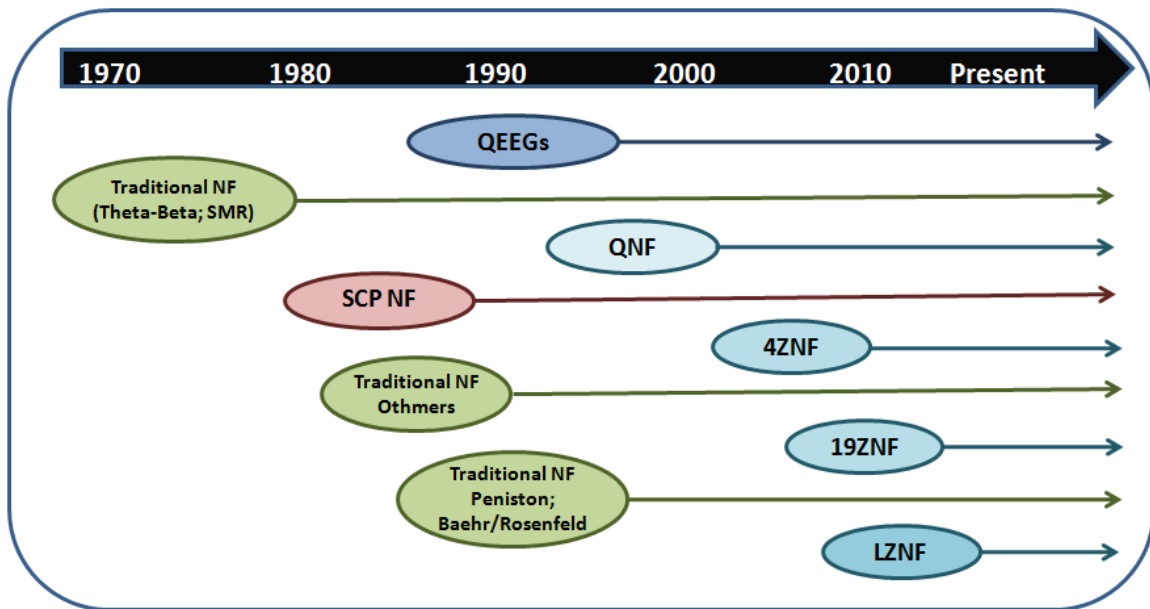 1970 1980 1990 2000 2010 Present
QEEGs
Traditional NF
(Theta-Beta; SMR)
QNF
SCP NF
4ZNF
Traditional NF
Othmers
19ZNF
Traditional NF
Peniston;
Baehr/Rosenfeld
LZNF